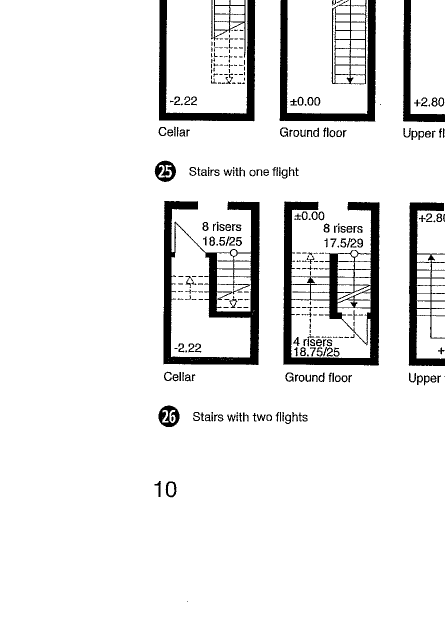 -2.22
±0.00
+2.80
Cellar
Ground floor
Upper fl
25 Stairs with one flight
8 risers
18.5/25
-2.22
±0.00
8 risers
17.5/29
4 risers
18.75/25
+2.80
+
Cellar
Ground floor
Upper
26 Stairs with two flights
10